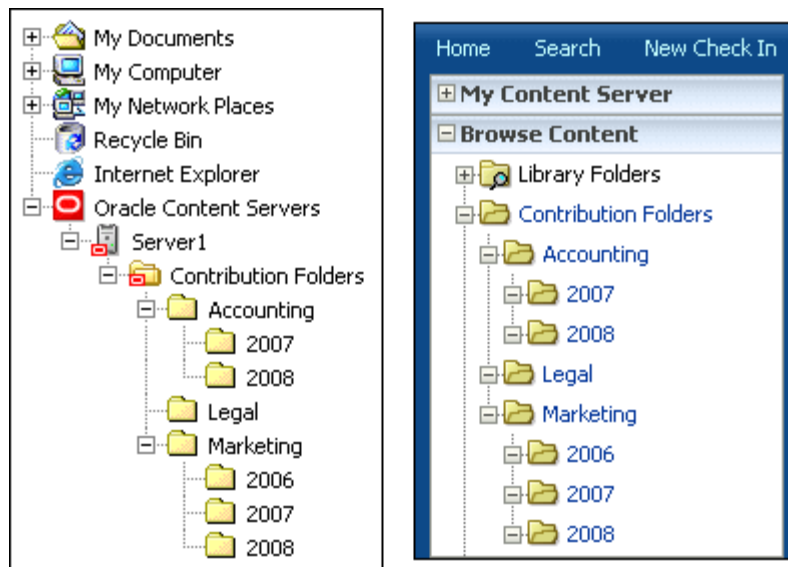 My Documents
My Computer
My Network Places
Recycle Bin
Internet Explorer
Oracle Content Servers
Server1
Contribution Folders
Accounting
2007
2008
Legal
Marketing
2006
2007
2008
Home Search New Check In
My Content Server
Browse Content
Library Folders
Contribution Folders
Accounting
2007
2008
Legal
Marketing
2006
2007
2008